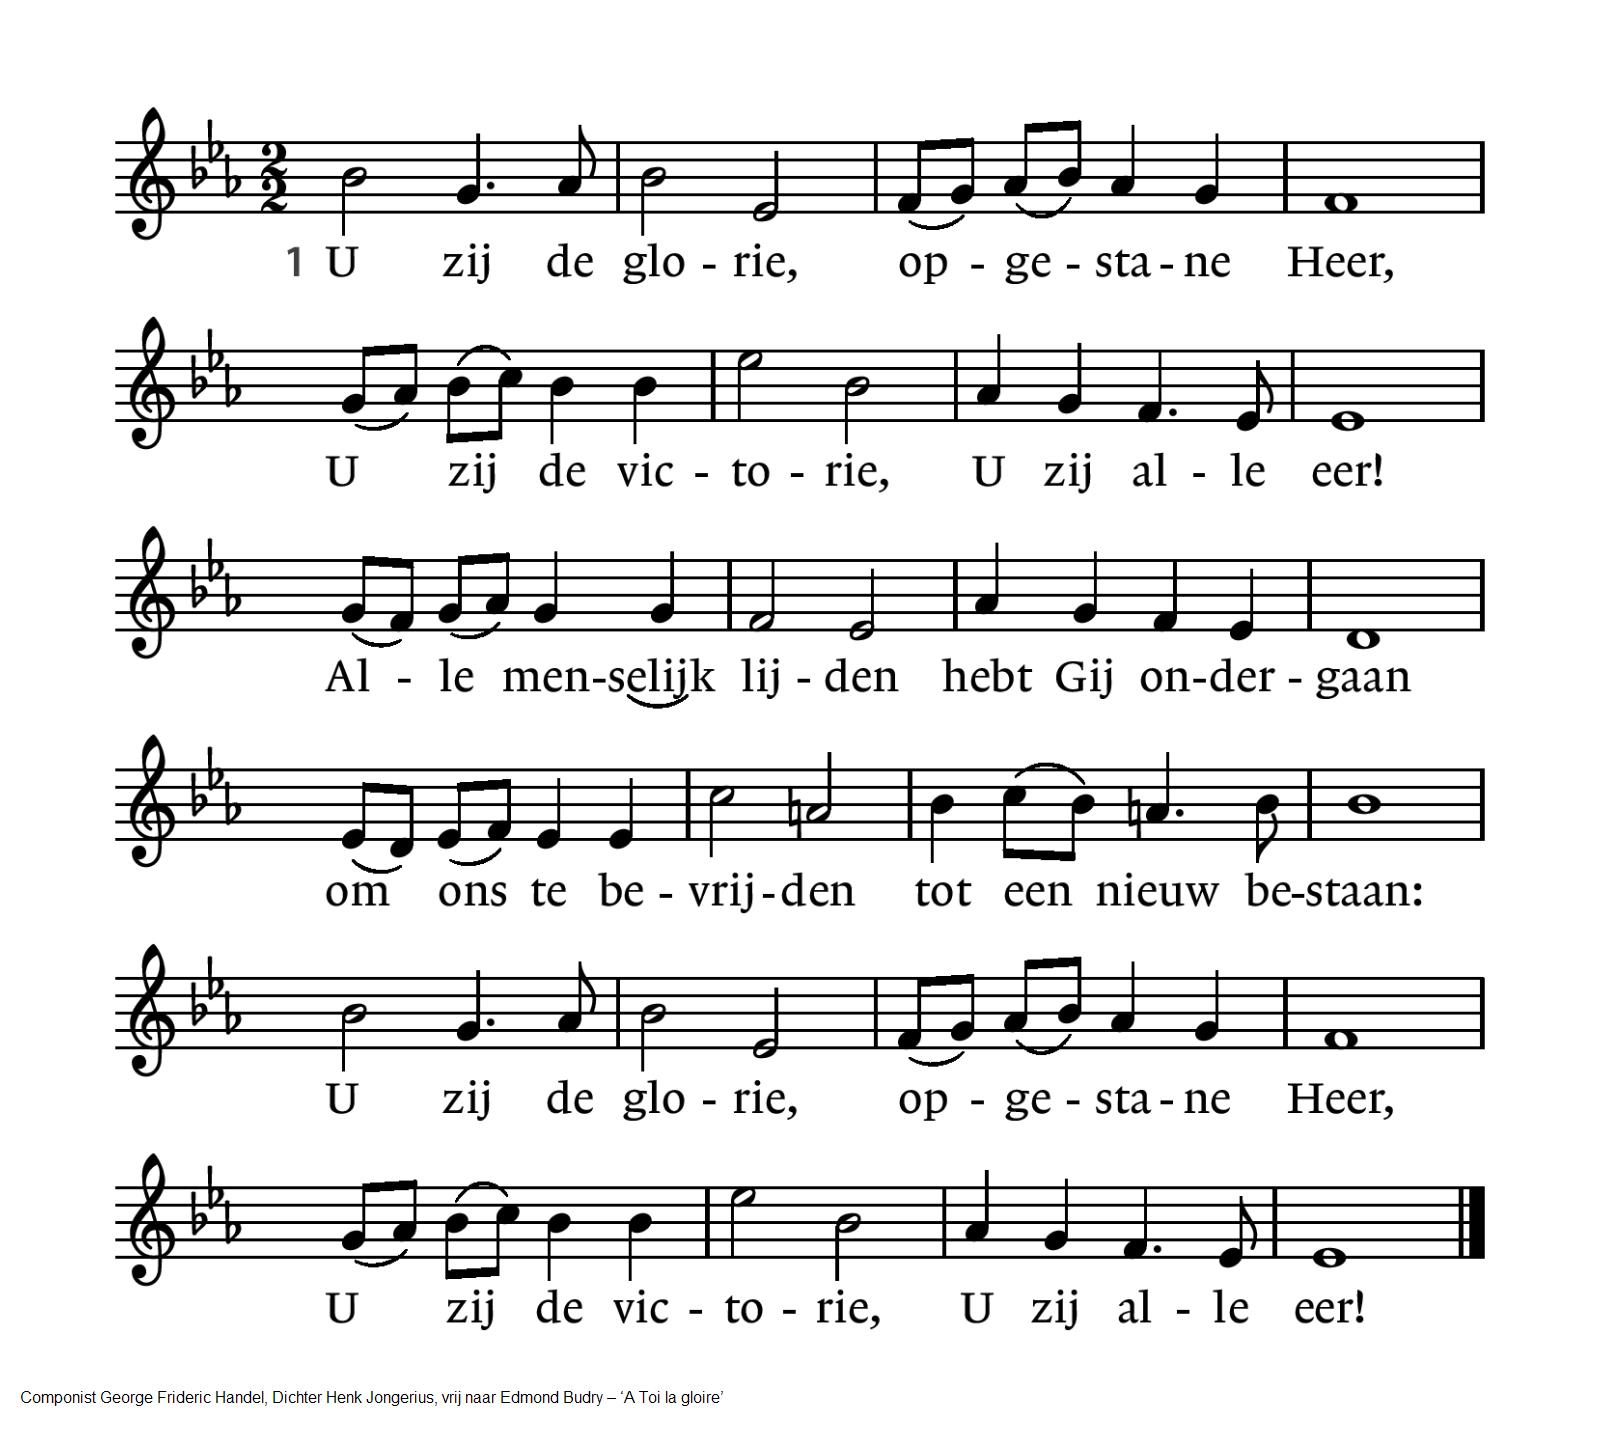 1 U zij de glo - rie, op - ge - sta - ne Heer,
U zij de vic - to - rie, U zij al - le eer!
Al - le men-selijk lij - den hebt Gij on-der - gaan
om ons te be - vrij-den tot een nieuw be-staan:
U zij de glo - rie, op - ge - sta - ne Heer,
U zij de vic - to - rie, U zij al - le eer!
Componist George Frideric Handel, Dichter Henk Jongerius, vrij naar Edmond Budry – ‘A Toi la gloire’